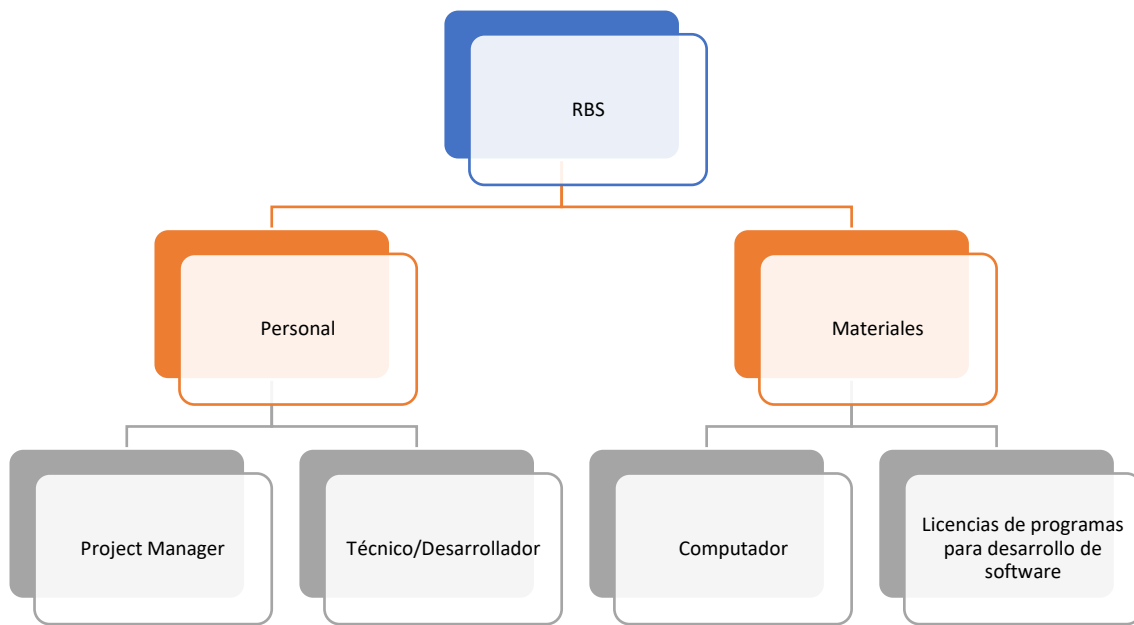 RBS
Personal
Materiales
Project Manager
Técnico/Desarrollador
Computador
Licencias de programas
para desarrollo de
software